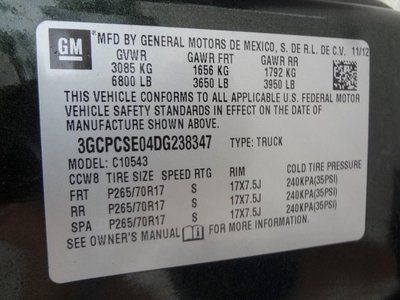 GM
MFD BY GENERAL MOTORS DE MEXICO, S. DE R.L. DE C.V. 11/12
GVWR GAWR FRT GAWR RR
3085 KG 1656 KG 1792 KG
6800 LB 3650 LB 3950 LB
THIS VEHICLE CONFORMS TO ALL APPLICABLE U.S. FEDERAL MOTOR
VEHICLE SAFETY STANDARDS IN EFFECT ON THE DATE OF
MANUFACTURE SHOWN ABOVE.
3GCPCSE04DG238347 TYPE: TRUCK
MODEL: C10543
CCW8 TIRE SIZE SPEED RTG RIM COLD TIRE PRESSURE
FRT P265/70R17 S 17X7.5J 240KPA(35PSI)
RR P265/70R17 S 17X7.5J 240KPA(35PSI)
SPA P265/70R17 S 17X7.5J 240KPA(35PSI)
SEE OWNER'S MANUAL FOR MORE INFORMATION.